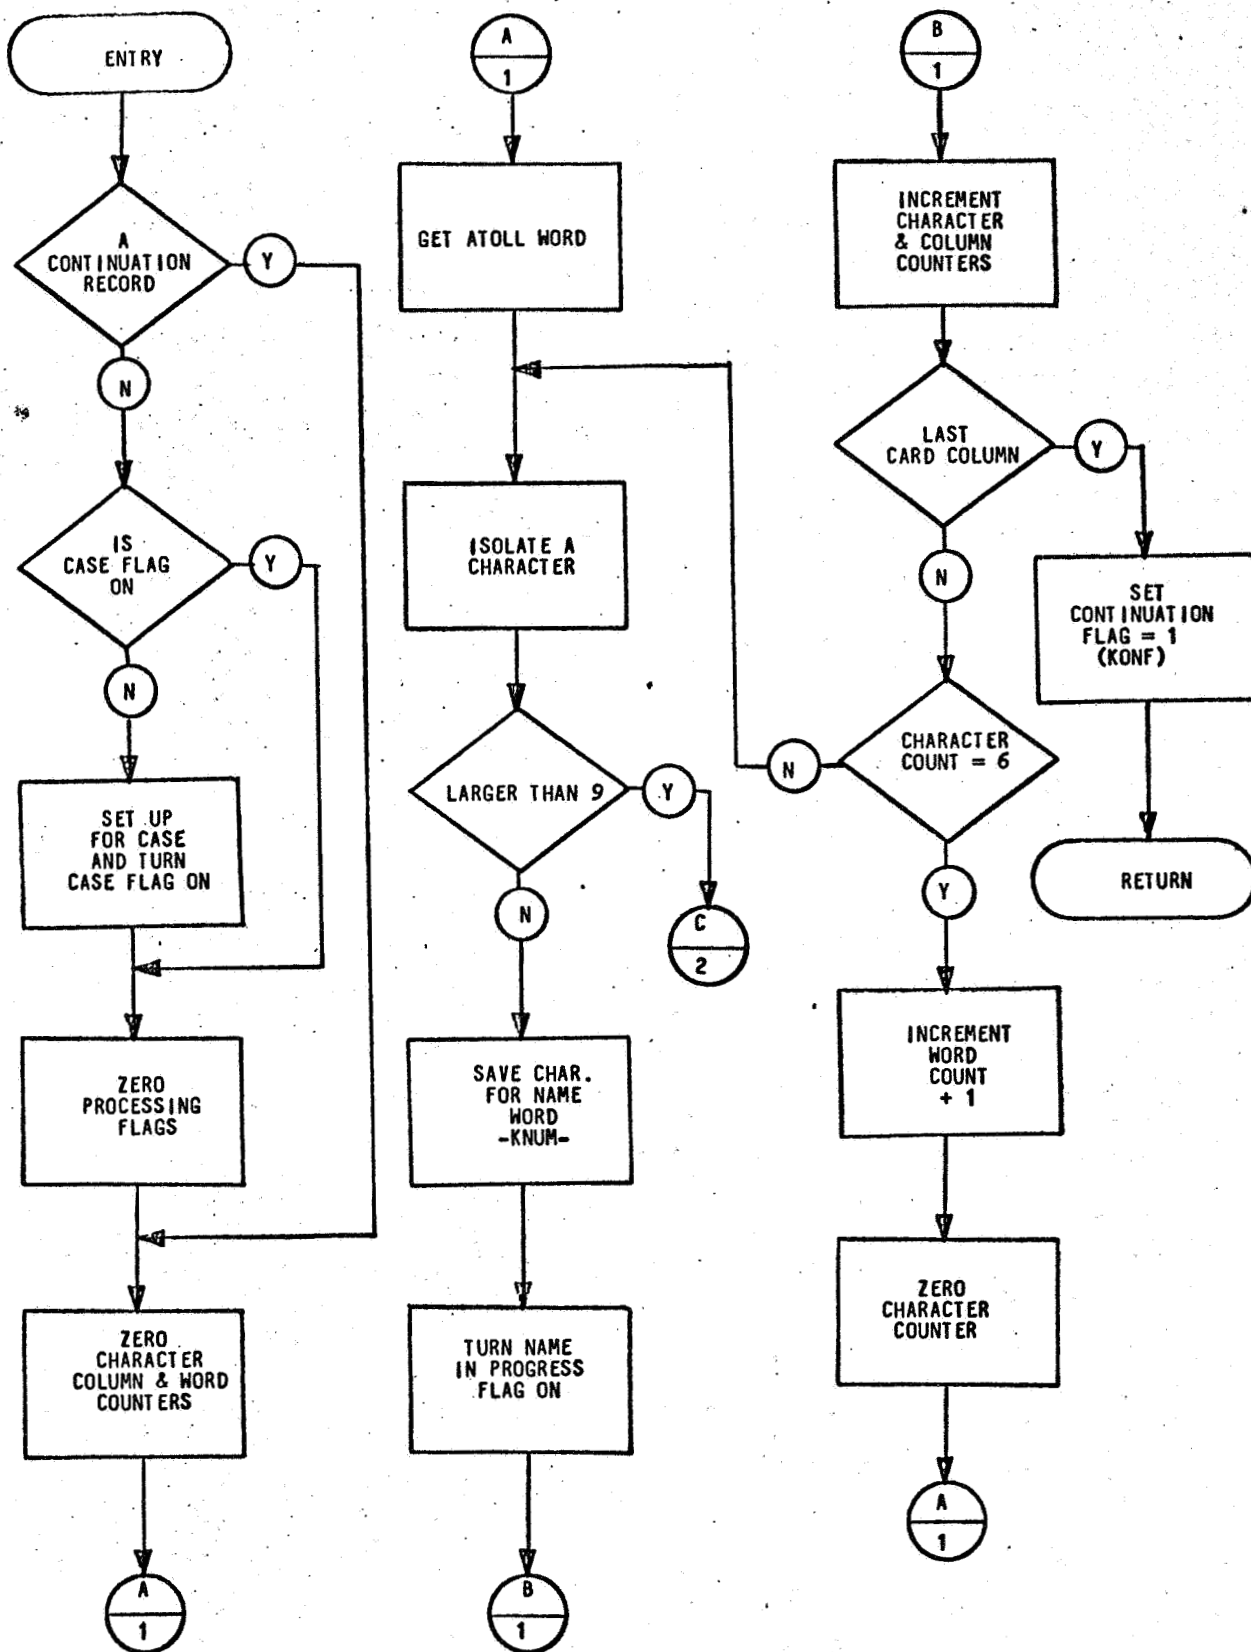 ENTRY
A
CONTINUATION
RECORD
Y
N
IS
CASE FLAG
ON
Y
N
SET UP
FOR CASE
AND TURN
CASE FLAG ON
ZERO
PROCESSING
FLAGS
ZERO
CHARACTER
COLUMN & WORD
COUNTERS
A
1
A
1
GET ATOLL WORD
ISOLATE A
CHARACTER
LARGER THAN 9
Y
C
2
N
SAVE CHAR.
FOR NAME
WORD
-KNUM-
TURN NAME
IN PROGRESS
FLAG ON
B
1
B
1
INCREMENT
CHARACTER
& COLUMN
COUNTERS
LAST
CARD COLUMN
Y
N
SET
CONTINUATION
FLAG = 1
(KONF)
RETURN
CHARACTER
COUNT = 6
N
Y
INCREMENT
WORD
COUNT
+ 1
ZERO
CHARACTER
COUNTER
A
1